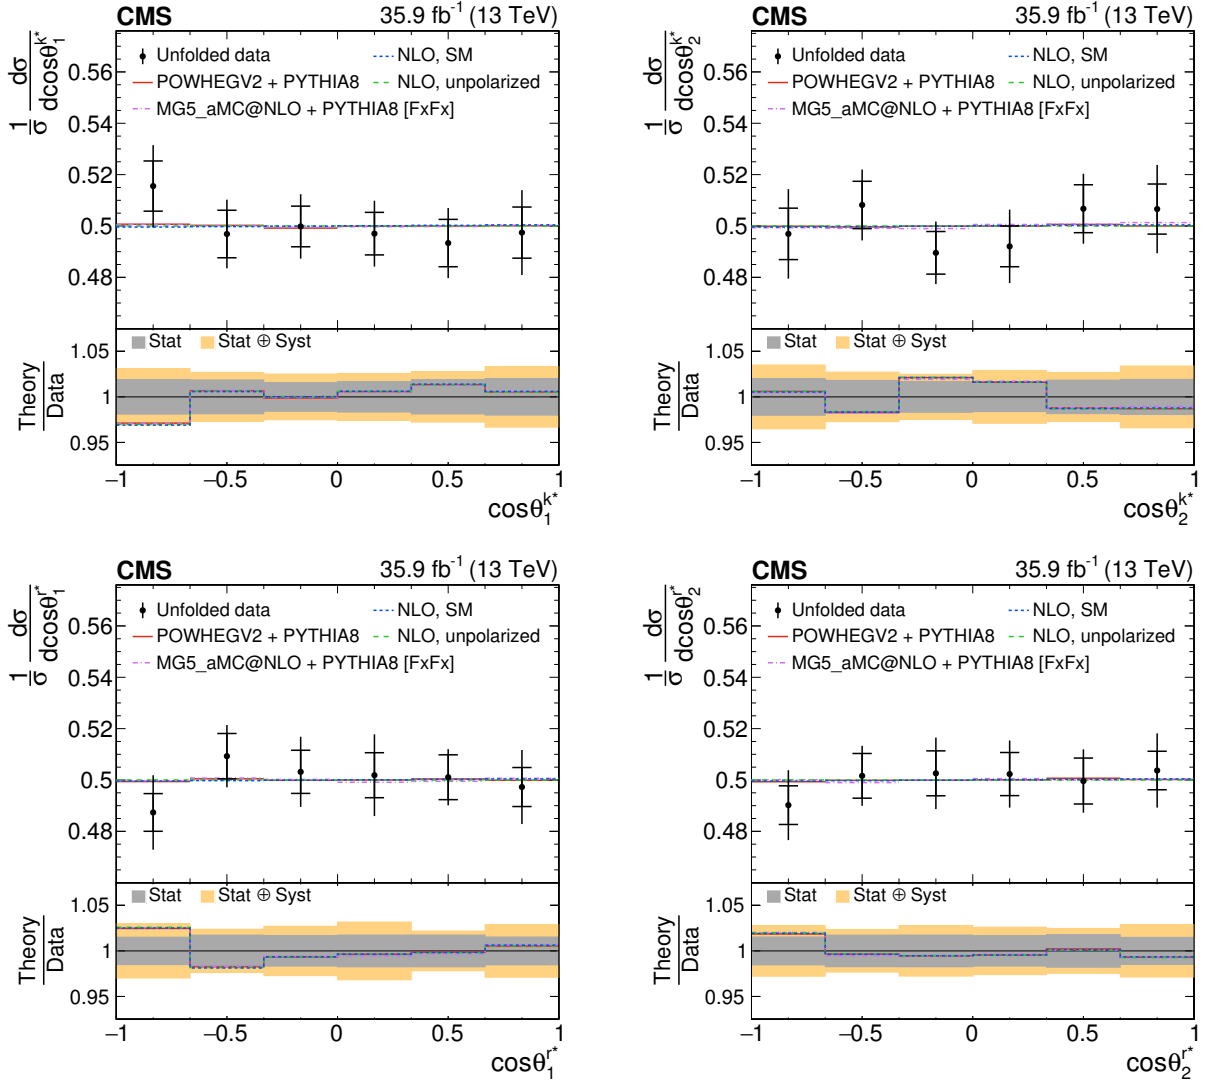 CMS 35.9 fb⁻¹ (13 TeV)
1/σ dσ/dcosθ₁ᵏ*
Unfolded data
NLO, SM
POWHEGV2 + PYTHIA8
NLO, unpolarized
MG5_aMC@NLO + PYTHIA8 [FxFx]
0.56
0.54
0.52
0.5
0.48
Stat
Stat ⊕ Syst
Theory/Data
1.05
1
0.95
−1 −0.5 0 0.5 1
cosθ₁ᵏ*
CMS 35.9 fb⁻¹ (13 TeV)
1/σ dσ/dcosθ₂ᵏ*
Unfolded data
NLO, SM
POWHEGV2 + PYTHIA8
NLO, unpolarized
MG5_aMC@NLO + PYTHIA8 [FxFx]
0.56
0.54
0.52
0.5
0.48
Stat
Stat ⊕ Syst
Theory/Data
1.05
1
0.95
−1 −0.5 0 0.5 1
cosθ₂ᵏ*
CMS 35.9 fb⁻¹ (13 TeV)
1/σ dσ/dcosθ₁ʳ*
Unfolded data
NLO, SM
POWHEGV2 + PYTHIA8
NLO, unpolarized
MG5_aMC@NLO + PYTHIA8 [FxFx]
0.56
0.54
0.52
0.5
0.48
Stat
Stat ⊕ Syst
Theory/Data
1.05
1
0.95
−1 −0.5 0 0.5 1
cosθ₁ʳ*
CMS 35.9 fb⁻¹ (13 TeV)
1/σ dσ/dcosθ₂ʳ*
Unfolded data
NLO, SM
POWHEGV2 + PYTHIA8
NLO, unpolarized
MG5_aMC@NLO + PYTHIA8 [FxFx]
0.56
0.54
0.52
0.5
0.48
Stat
Stat ⊕ Syst
Theory/Data
1.05
1
0.95
−1 −0.5 0 0.5 1
cosθ₂ʳ*